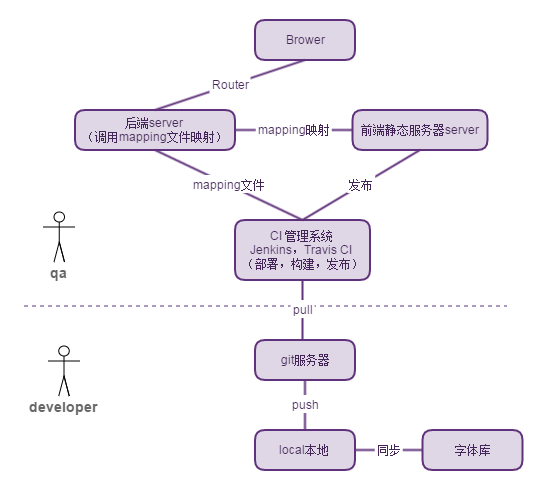 Brower
Router
后端server
（调用mapping文件映射）
mapping映射
前端静态服务器server
mapping文件
发布
CI 管理系统
Jenkins，Travis CI
（部署，构建，发布）
qa
pull
git服务器
developer
push
local本地
同步
字体库